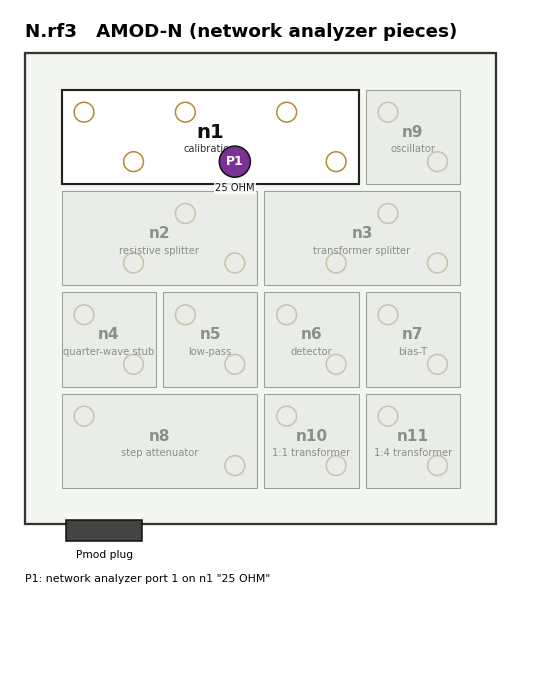 N.rf3 AMOD-N (network analyzer pieces)
n1
calibration
P1
25 OHM
n9
oscillator
n2
resistive splitter
n3
transformer splitter
n4
quarter-wave stub
n5
low-pass
n6
detector
n7
bias-T
n8
step attenuator
n10
1:1 transformer
n11
1:4 transformer
Pmod plug
P1: network analyzer port 1 on n1 "25 OHM"